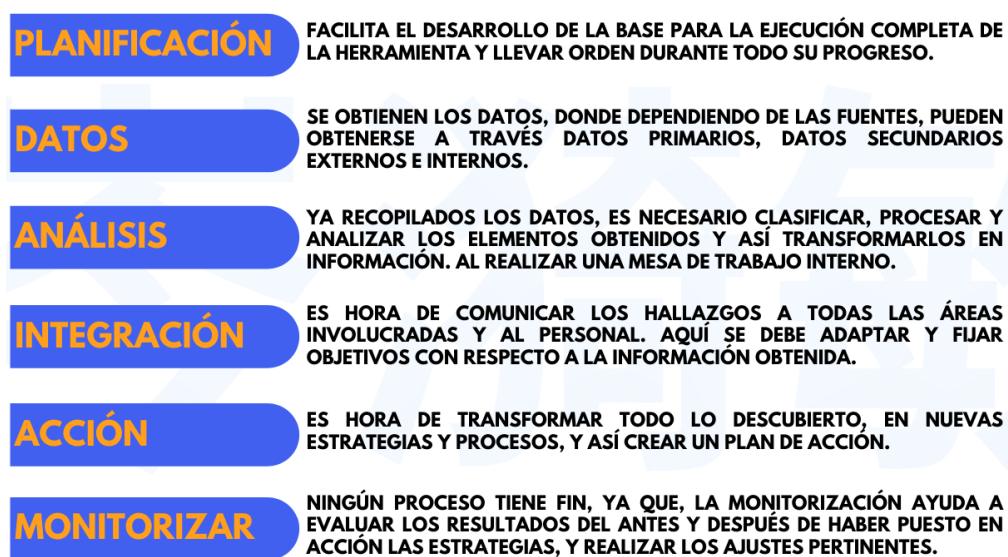 PLANIFICACIÓN
FACILITA EL DESARROLLO DE LA BASE PARA LA EJECUCIÓN COMPLETA DE
LA HERRAMIENTA Y LLEVAR ORDEN DURANTE TODO SU PROGRESO.
DATOS
SE OBTIENEN LOS DATOS, DONDE DEPENDIENDO DE LAS FUENTES, PUEDEN
OBTENERSE A TRAVÉS DATOS PRIMARIOS, DATOS SECUNDARIOS
EXTERNOS E INTERNOS.
ANÁLISIS
YA RECOPILADOS LOS DATOS, ES NECESARIO CLASIFICAR, PROCESAR Y
ANALIZAR LOS ELEMENTOS OBTENIDOS Y ASÍ TRANSFORMARLOS EN
INFORMACIÓN. AL REALIZAR UNA MESA DE TRABAJO INTERNO.
INTEGRACIÓN
ES HORA DE COMUNICAR LOS HALLAZGOS A TODAS LAS ÁREAS
INVOLUCRADAS Y AL PERSONAL. AQUÍ SE DEBE ADAPTAR Y FIJAR
OBJETIVOS CON RESPECTO A LA INFORMACIÓN OBTENIDA.
ACCIÓN
ES HORA DE TRANSFORMAR TODO LO DESCUBIERTO, EN NUEVAS
ESTRATEGIAS Y PROCESOS, Y ASÍ CREAR UN PLAN DE ACCIÓN.
MONITORIZAR
NINGÚN PROCESO TIENE FIN, YA QUE, LA MONITORIZACIÓN AYUDA A
EVALUAR LOS RESULTADOS DEL ANTES Y DESPUÉS DE HABER PUESTO EN
ACCIÓN LAS ESTRATEGIAS, Y REALIZAR LOS AJUSTES PERTINENTES.